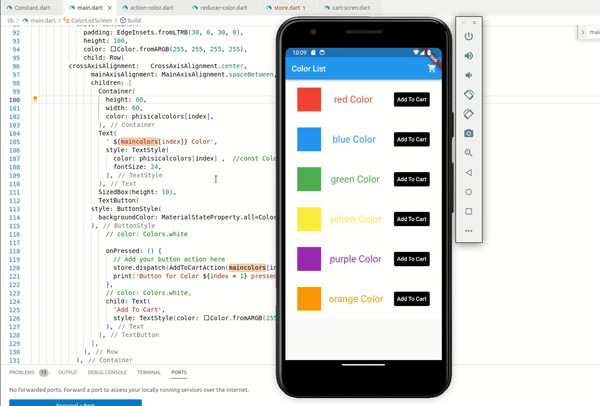 Constant.dart
main.dart
action-color.dart
reducer-color.dart
store.dart 1
cart-scren.dart
lib > main.dart > ColorListScreen > build
92 padding: EdgeInsets.fromLTRB(30, 0, 30, 0),
93 height: 100,
94 color: Color.fromARGB(255, 255, 255, 255),
95 child: Row(
96 crossAxisAlignment: CrossAxisAlignment.center,
97 mainAxisAlignment: MainAxisAlignment.spaceBetween,
98 children: [
99 Container(
100 height: 60,
101 width: 60,
102 color: phisicalcolors[index],
103 ), // Container
104 Text(
105 ' ${maincolors[index]} Color',
106 style: TextStyle(
107 color: phisicalcolors[index] , //const Col
108 fontSize: 24,
109 ), // TextStyle
110 ), // Text
111 SizedBox(height: 10),
112 TextButton(
113 style: ButtonStyle(
114 backgroundColor: MaterialStateProperty.all<Color
115 ), // ButtonStyle
116 // color: Colors.white
117
118 onPressed: () {
119 // Add your button action here
120 store.dispatch(AddToCartAction(maincolors[i
121 print('Button for Color ${index + 1} pressed
122 },
123 // color: Colors.white,
124 child: Text(
125 'Add To Cart',
126 style: TextStyle(color: Color.fromARGB(255
127 ), // Text
128 ), // TextButton
129 ],
130 ), // Row
131 ), // Container
PROBLEMS 13 OUTPUT DEBUG CONSOLE TERMINAL PORTS
No forwarded ports. Forward a port to access your locally running services over the internet.
Forward a Port
10:09
Color List
red Color Add To Cart
blue Color Add To Cart
green Color Add To Cart
yellow Color Add To Cart
purple Color Add To Cart
orange Color Add To Cart